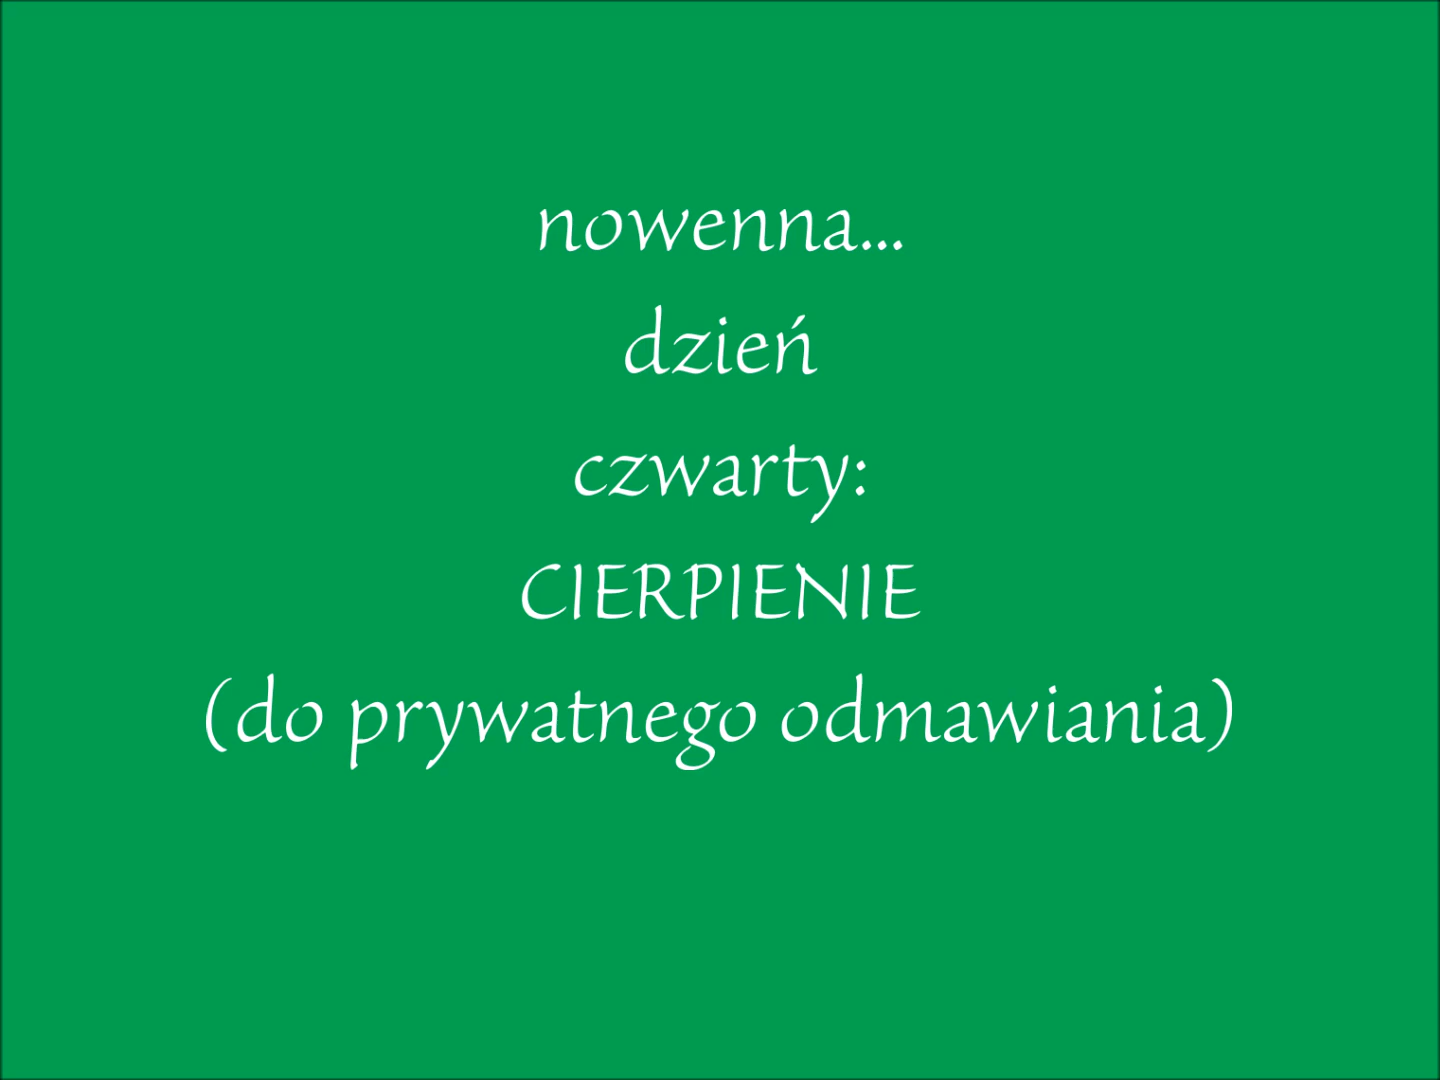 nowenna...
dzień
czwarty:
CIERPIENIE
(do prywatnego odmawiania)